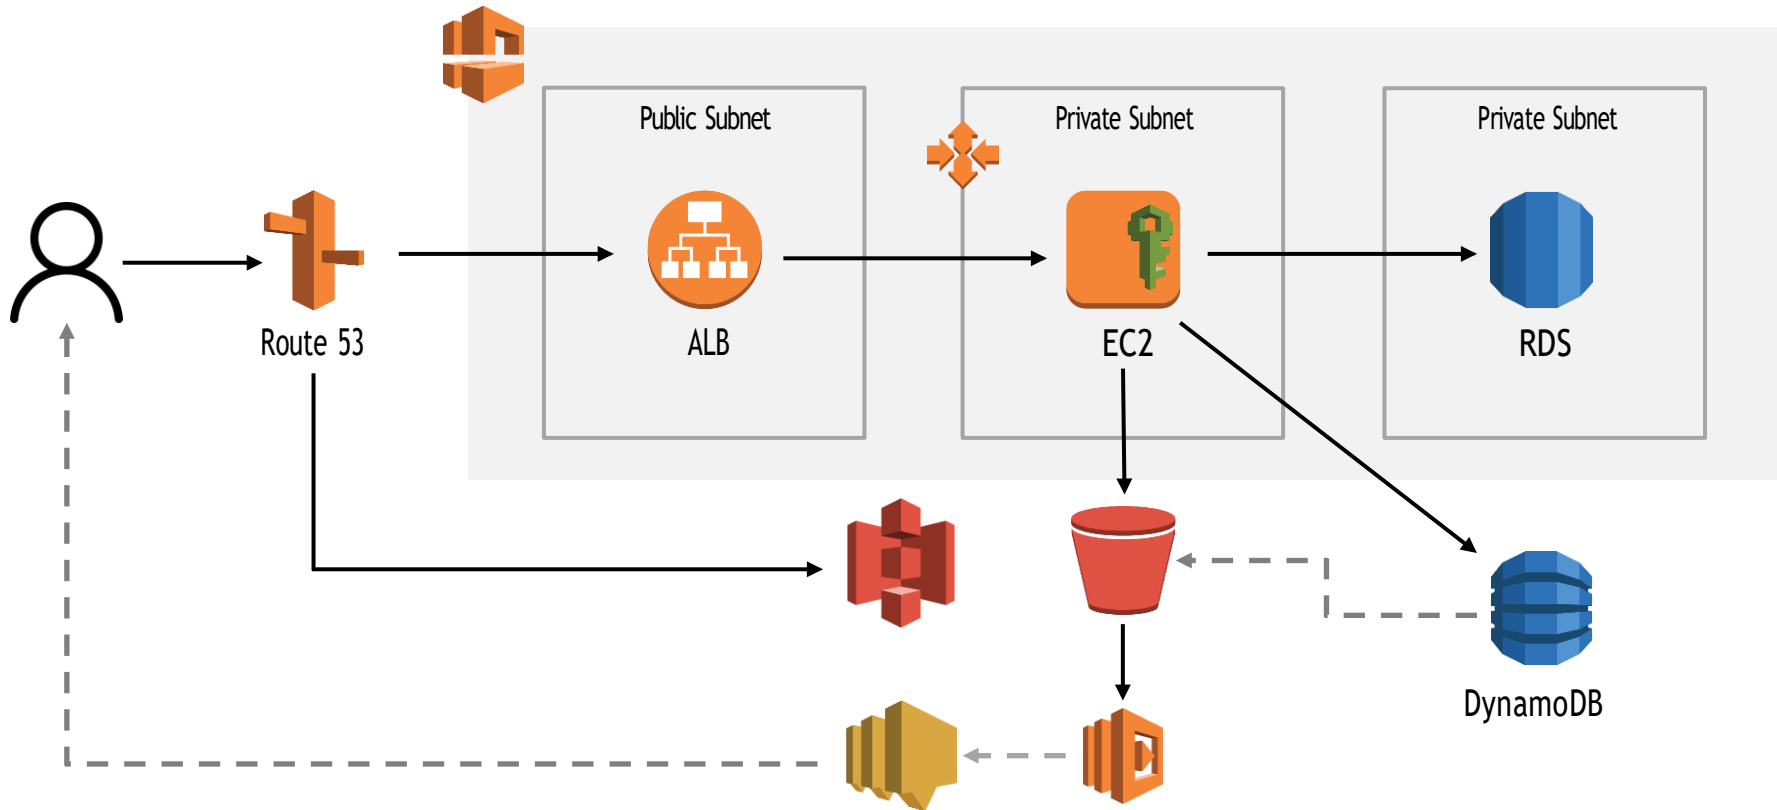 Public Subnet
Private Subnet
Private Subnet
Route 53
ALB
EC2
RDS
DynamoDB